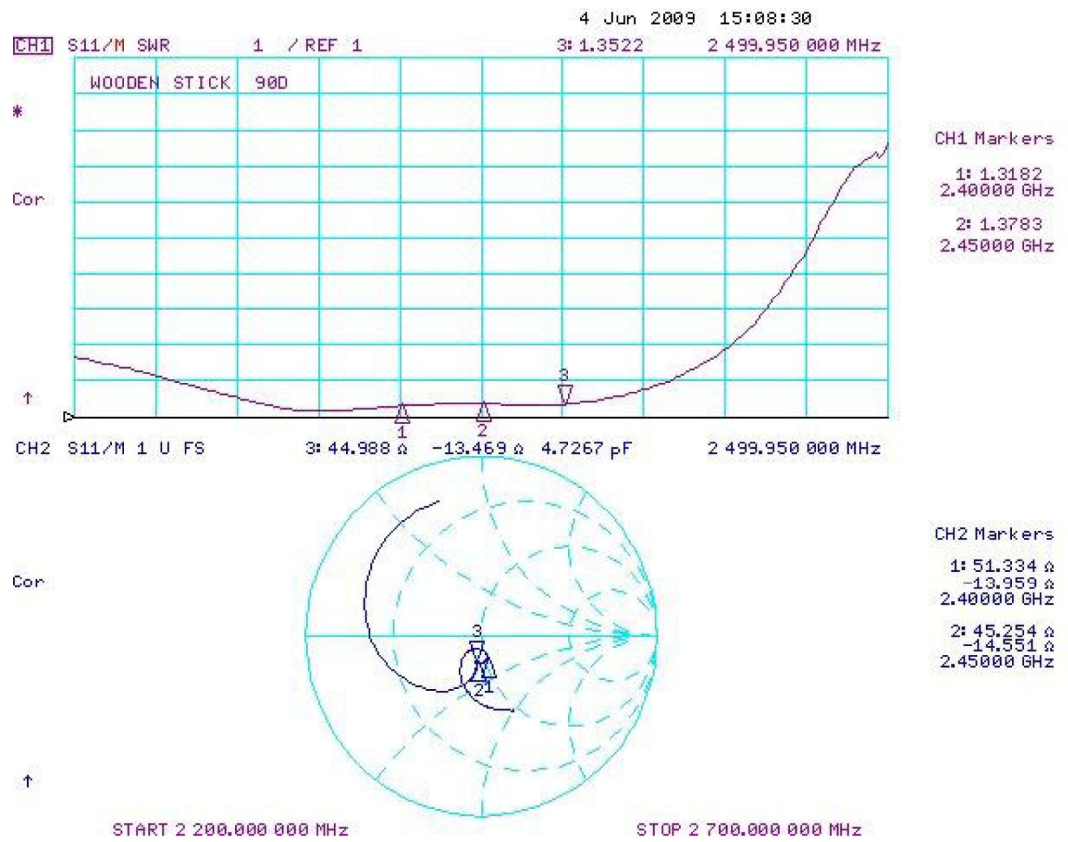 4 Jun 2009 15:08:30
CH1 S11/M SWR 1 / REF 1 3: 1.3522 2 499.950 000 MHz
WOODEN STICK 90D
*
CH1 Markers
1: 1.3182
2.40000 GHz
Cor
2: 1.3783
2.45000 GHz
3
↑
1
2
CH2 S11/M 1 U FS 3: 44.988 Ω -13.469 Ω 4.7267 pF 2 499.950 000 MHz
CH2 Markers
1: 51.334 Ω
-13.959 Ω
2.40000 GHz
Cor
2: 45.254 Ω
-14.551 Ω
2.45000 GHz
3
2 1
↑
START 2 200.000 000 MHz STOP 2 700.000 000 MHz